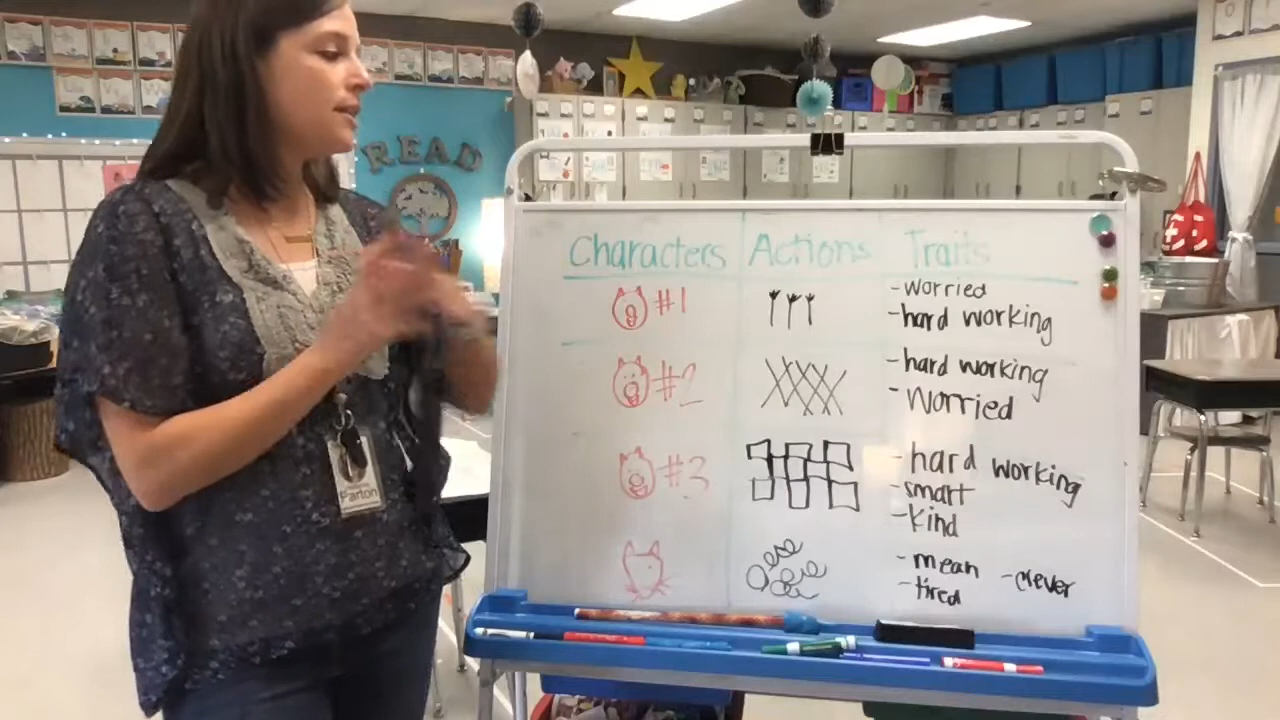 READ
Characters Actions Traits
#1
- worried
- hard working
#2
- hard working
- Worried
#3
- hard working
- smart
- kind
- mean - clever
- tired
Parton